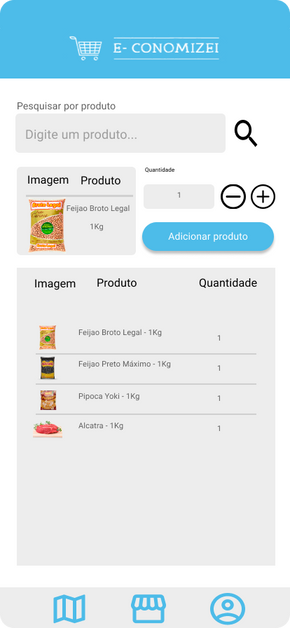 E- CONOMIZEI
Pesquisar por produto
Digite um produto...
Imagem Produto
Feijao Broto Legal
1Kg
Quantidade
1
Adicionar produto
Imagem Produto Quantidade
Feijao Broto Legal - 1Kg 1
Feijao Preto Máximo - 1Kg 1
Pipoca Yoki - 1Kg 1
Alcatra - 1Kg 1